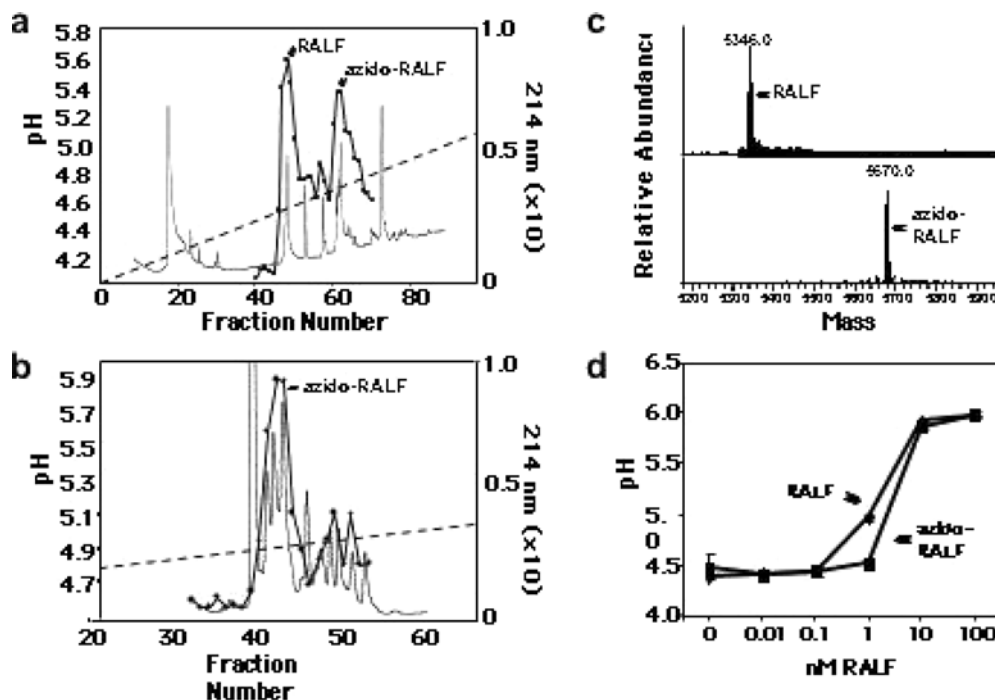 a
RALF
azido-RALF
pH
5.8
5.6
5.4
5.2
5.0
4.8
4.6
4.4
4.2
1.0
0.5
0
214 nm (x10)
0 20 40 60 80
Fraction Number
b
azido-RALF
pH
5.9
5.7
5.5
5.3
5.1
4.9
4.7
1.0
0.5
0
214 nm (x10)
20 30 40 50 60
Fraction
Number
c
Relative Abundance
RALF
azido-
RALF
Mass
d
pH
6.5
6.0
5.5
5.
0
4.5
4.0
RALF
azido-
RALF
0 0.01 0.1 1 10 100
nM RALF